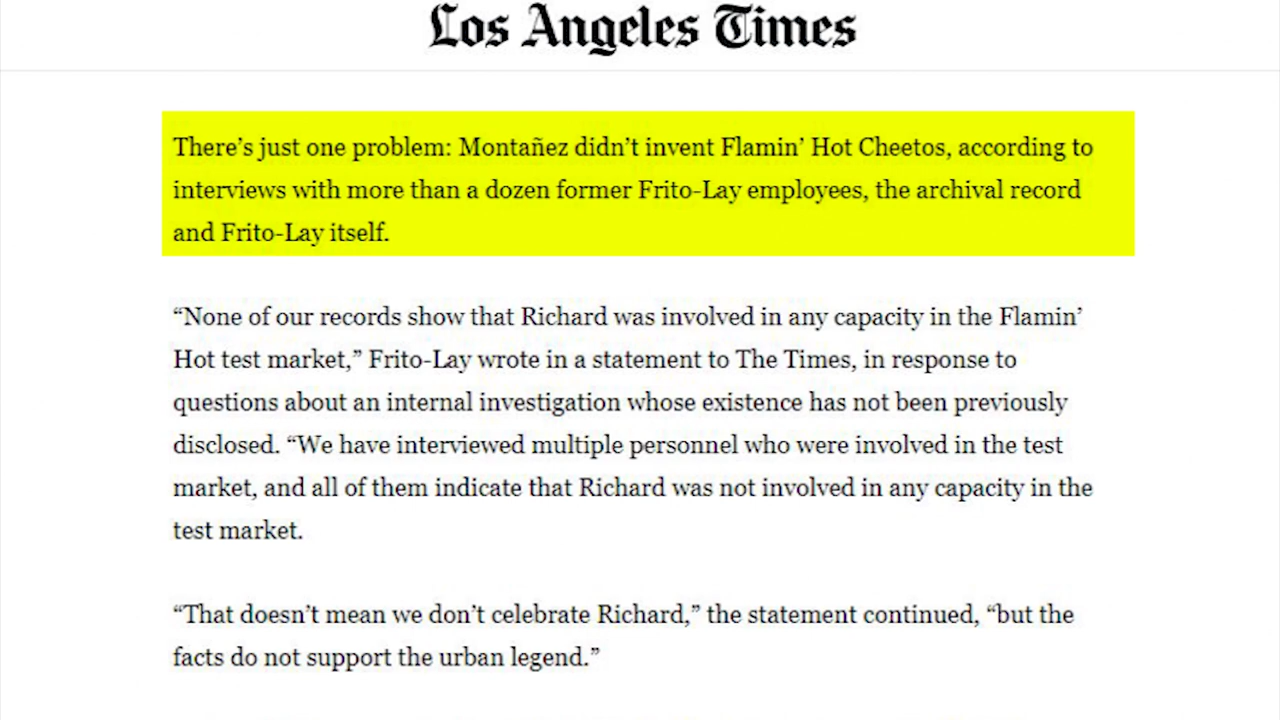 Los Angeles Times
There’s just one problem: Montañez didn’t invent Flamin’ Hot Cheetos, according to
interviews with more than a dozen former Frito-Lay employees, the archival record
and Frito-Lay itself.
“None of our records show that Richard was involved in any capacity in the Flamin’
Hot test market,” Frito-Lay wrote in a statement to The Times, in response to
questions about an internal investigation whose existence has not been previously
disclosed. “We have interviewed multiple personnel who were involved in the test
market, and all of them indicate that Richard was not involved in any capacity in the
test market.
“That doesn’t mean we don’t celebrate Richard,” the statement continued, “but the
facts do not support the urban legend.”